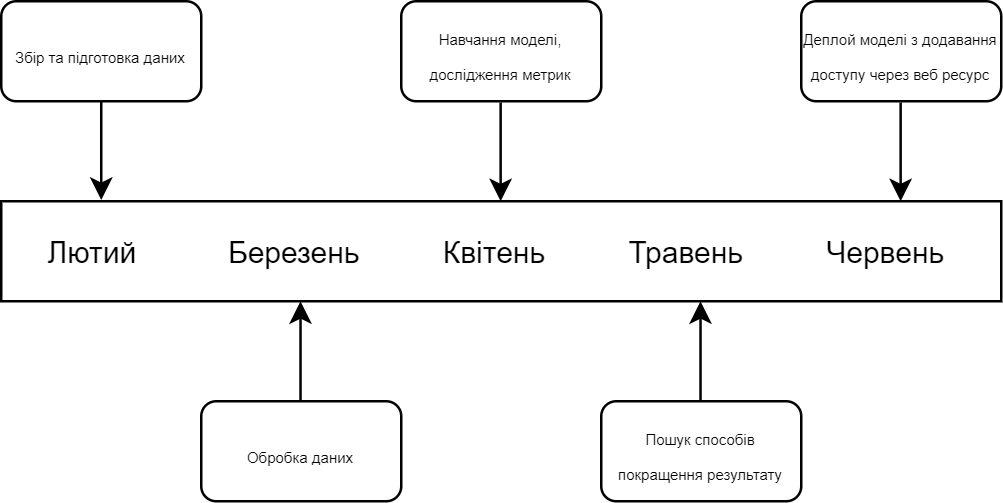 Збір та підготовка даних
Навчання моделі,
дослідження метрик
Деплой моделі з додавання
доступу через веб ресурс
Лютий
Березень
Квітень
Травень
Червень
Обробка даних
Пошук способів
покращення результату